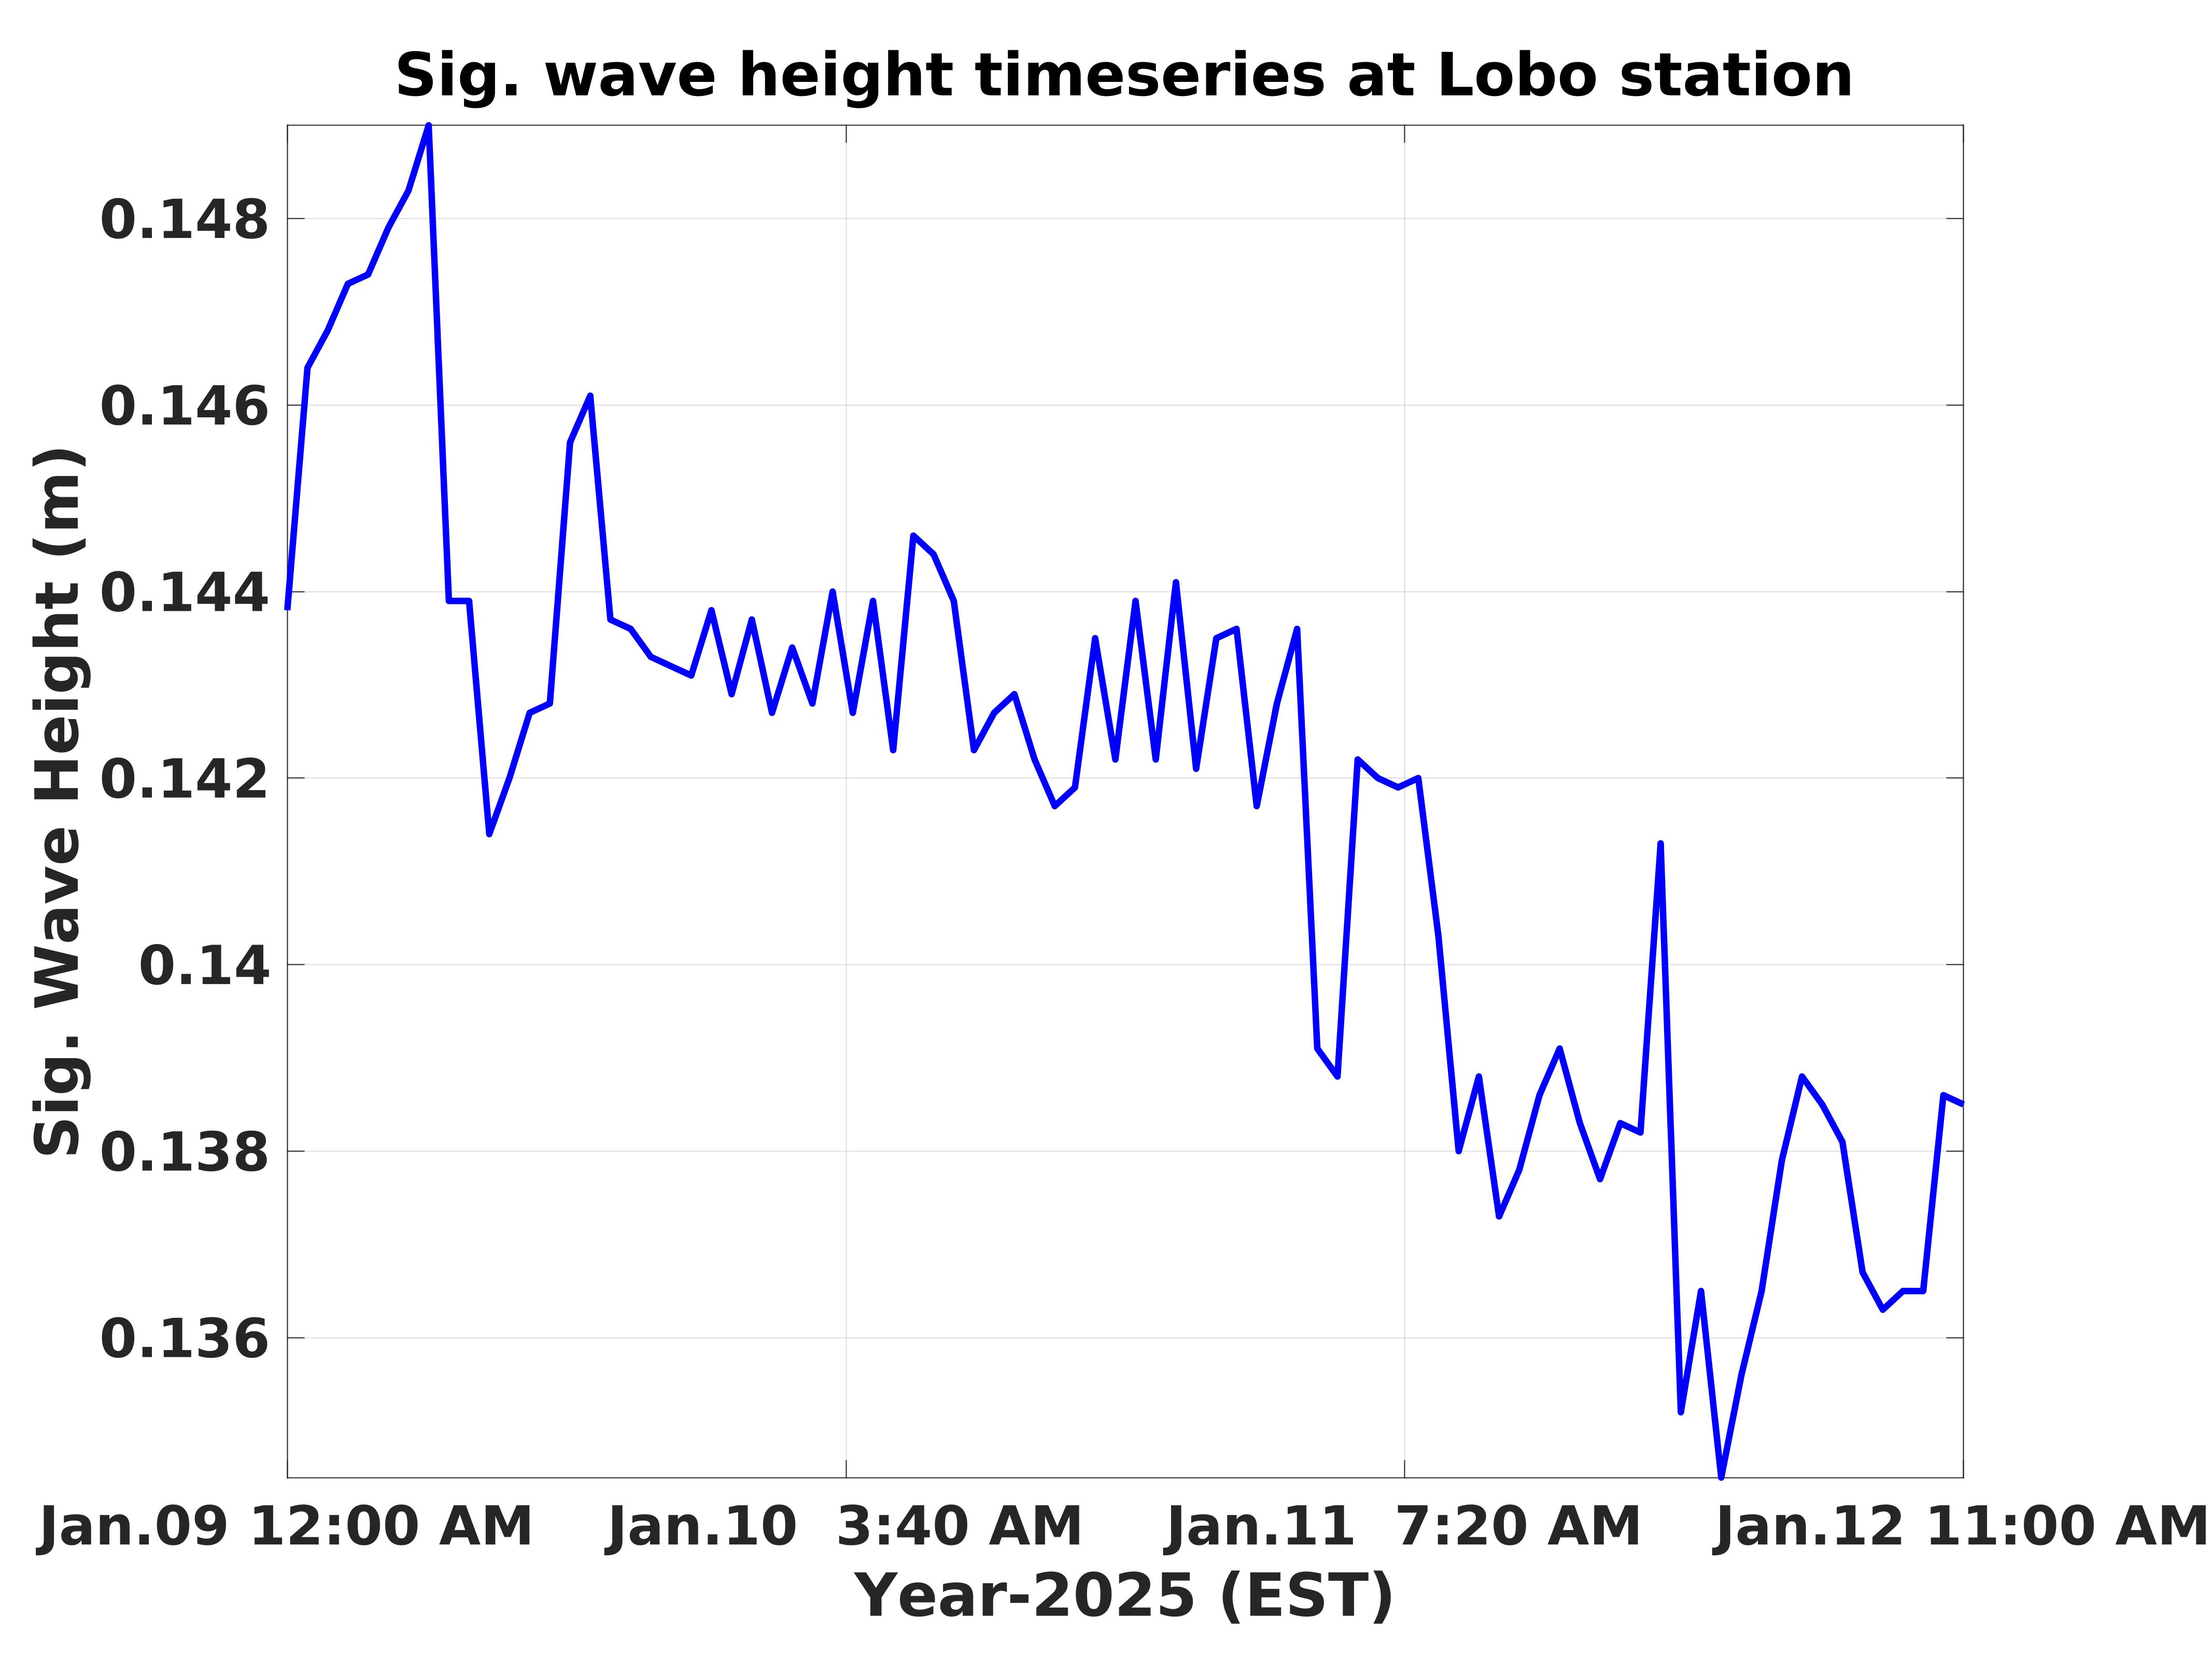 Sig. wave height timeseries at Lobo station
0.148
0.146
0.144
0.142
0.14
0.138
0.136
Sig. Wave Height (m)
Jan.09 12:00 AM Jan.10 3:40 AM Jan.11 7:20 AM Jan.12 11:00 AM
Year-2025 (EST)